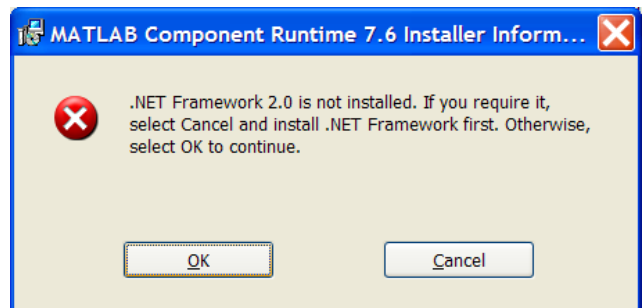 MATLAB Component Runtime 7.6 Installer Inform...
.NET Framework 2.0 is not installed. If you require it,
select Cancel and install .NET Framework first. Otherwise,
select OK to continue.
OK
Cancel